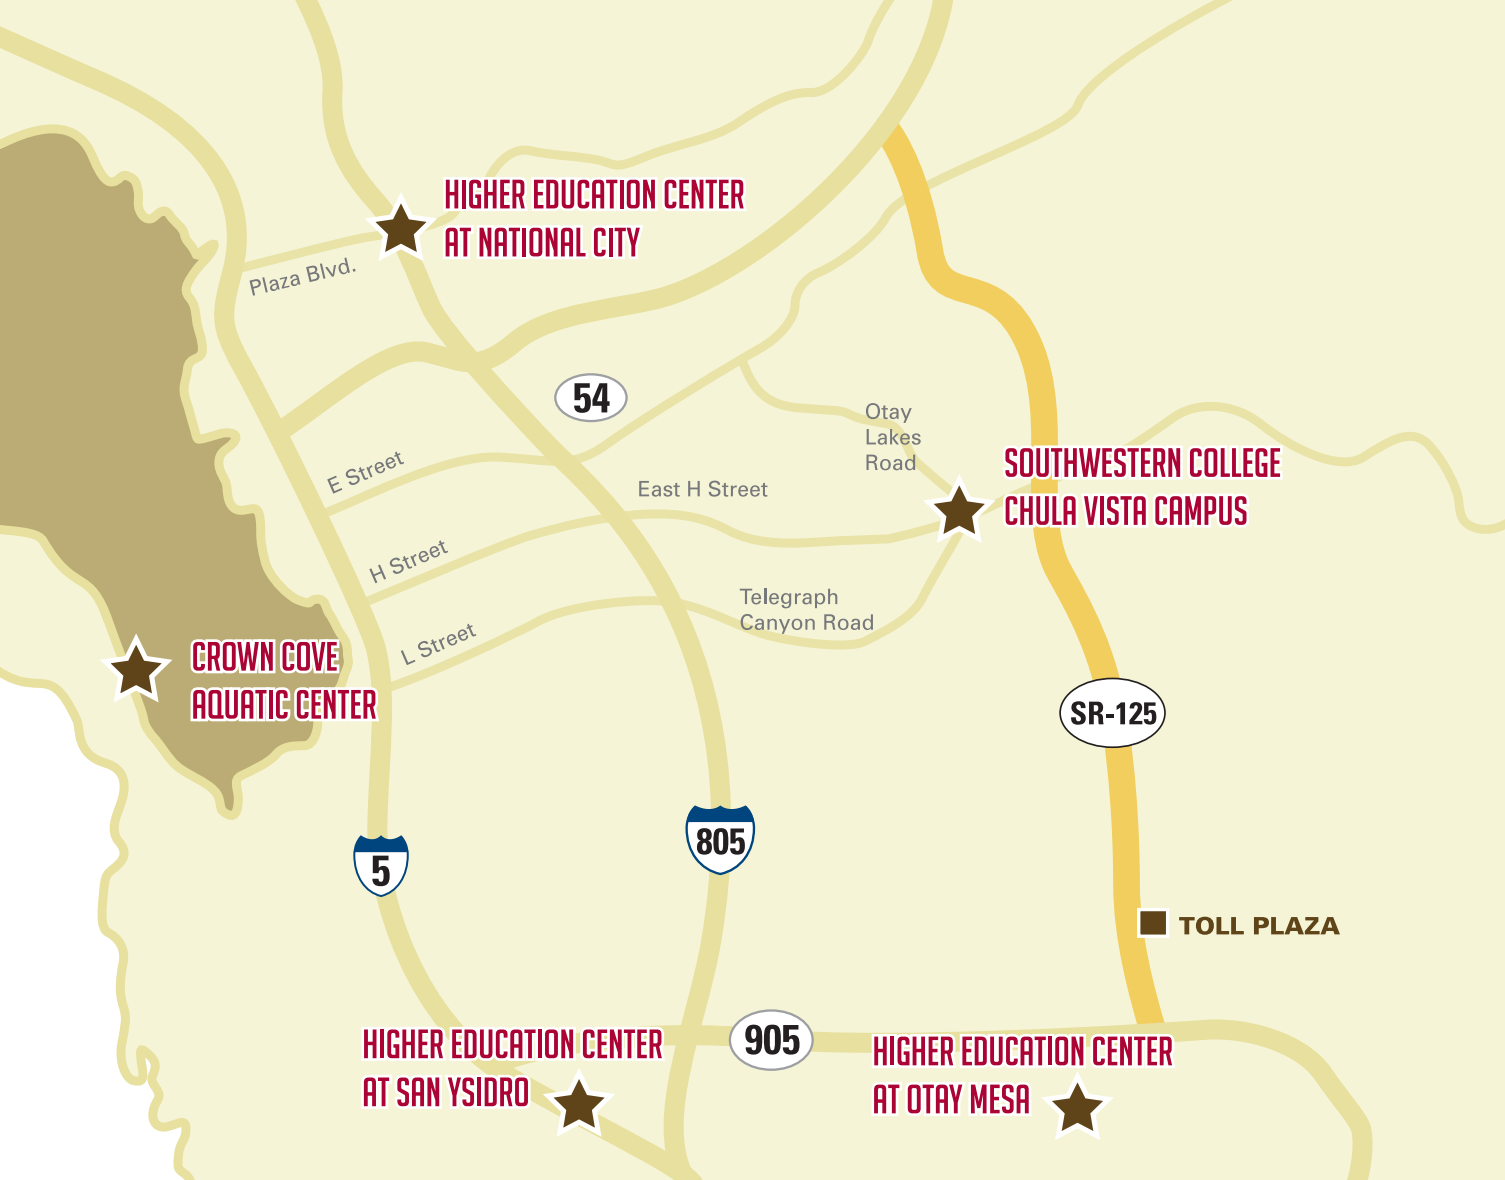 HIGHER EDUCATION CENTER
AT NATIONAL CITY
Plaza Blvd.
54
Otay
Lakes
Road
E Street
SOUTHWESTERN COLLEGE
CHULA VISTA CAMPUS
East H Street
H Street
Telegraph
Canyon Road
L Street
CROWN COVE
AQUATIC CENTER
SR-125
805
5
TOLL PLAZA
905
HIGHER EDUCATION CENTER
AT SAN YSIDRO
HIGHER EDUCATION CENTER
AT OTAY MESA